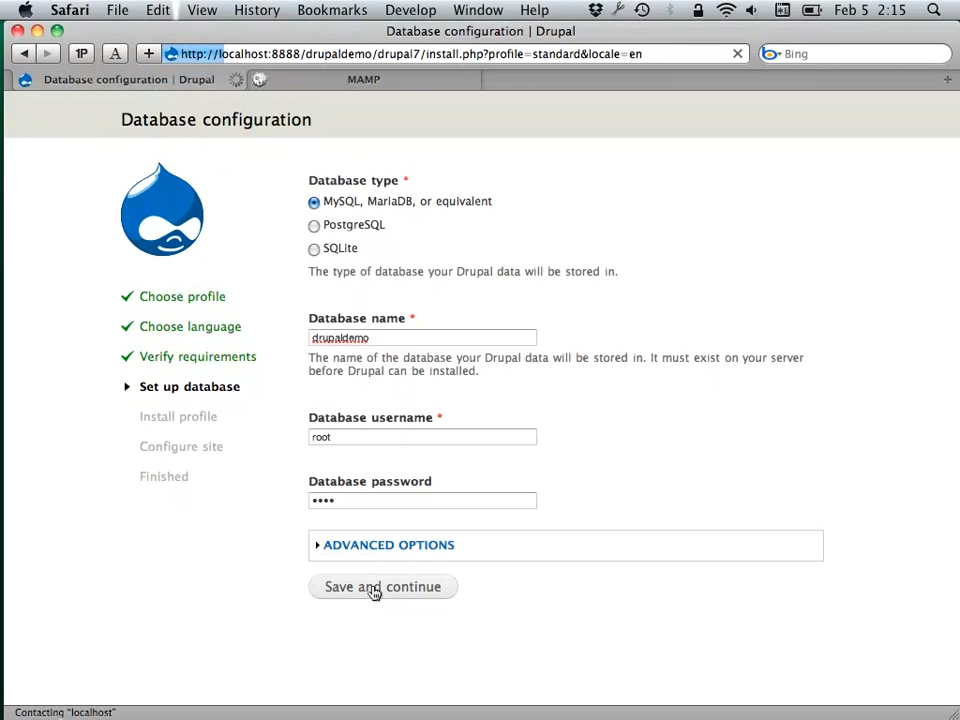 Safari File Edit View History Bookmarks Develop Window Help Feb 5 2:15
Database configuration | Drupal
1P A + http://localhost:8888/drupaldemo/drupal7/install.php?profile=standard&locale=en Bing
Database configuration | Drupal MAMP
Database configuration
Database type *
MySQL, MariaDB, or equivalent
PostgreSQL
SQLite
The type of database your Drupal data will be stored in.
Choose profile
Choose language
Verify requirements
Set up database
Install profile
Configure site
Finished
Database name *
drupaldemo
The name of the database your Drupal data will be stored in. It must exist on your server
before Drupal can be installed.
Database username *
root
Database password
••••
ADVANCED OPTIONS
Save and continue
Contacting "localhost"